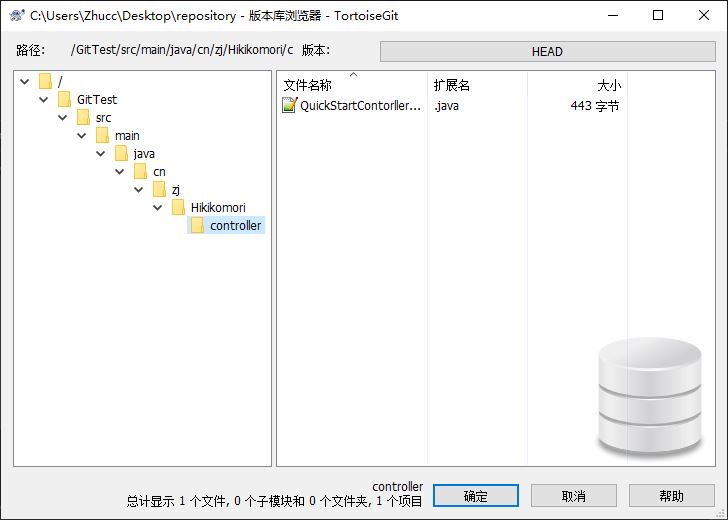 C:\Users\Zhucc\Desktop\repository - 版本库浏览器 - TortoiseGit
路径: /GitTest/src/main/java/cn/zj/Hikikomori/c 版本: HEAD
/
GitTest
src
main
java
cn
zj
Hikikomori
controller
文件名称 扩展名 大小
QuickStartContorller... .java 443 字节
controller
总计显示 1 个文件, 0 个子模块和 0 个文件夹, 1 个项目
确定 取消 帮助